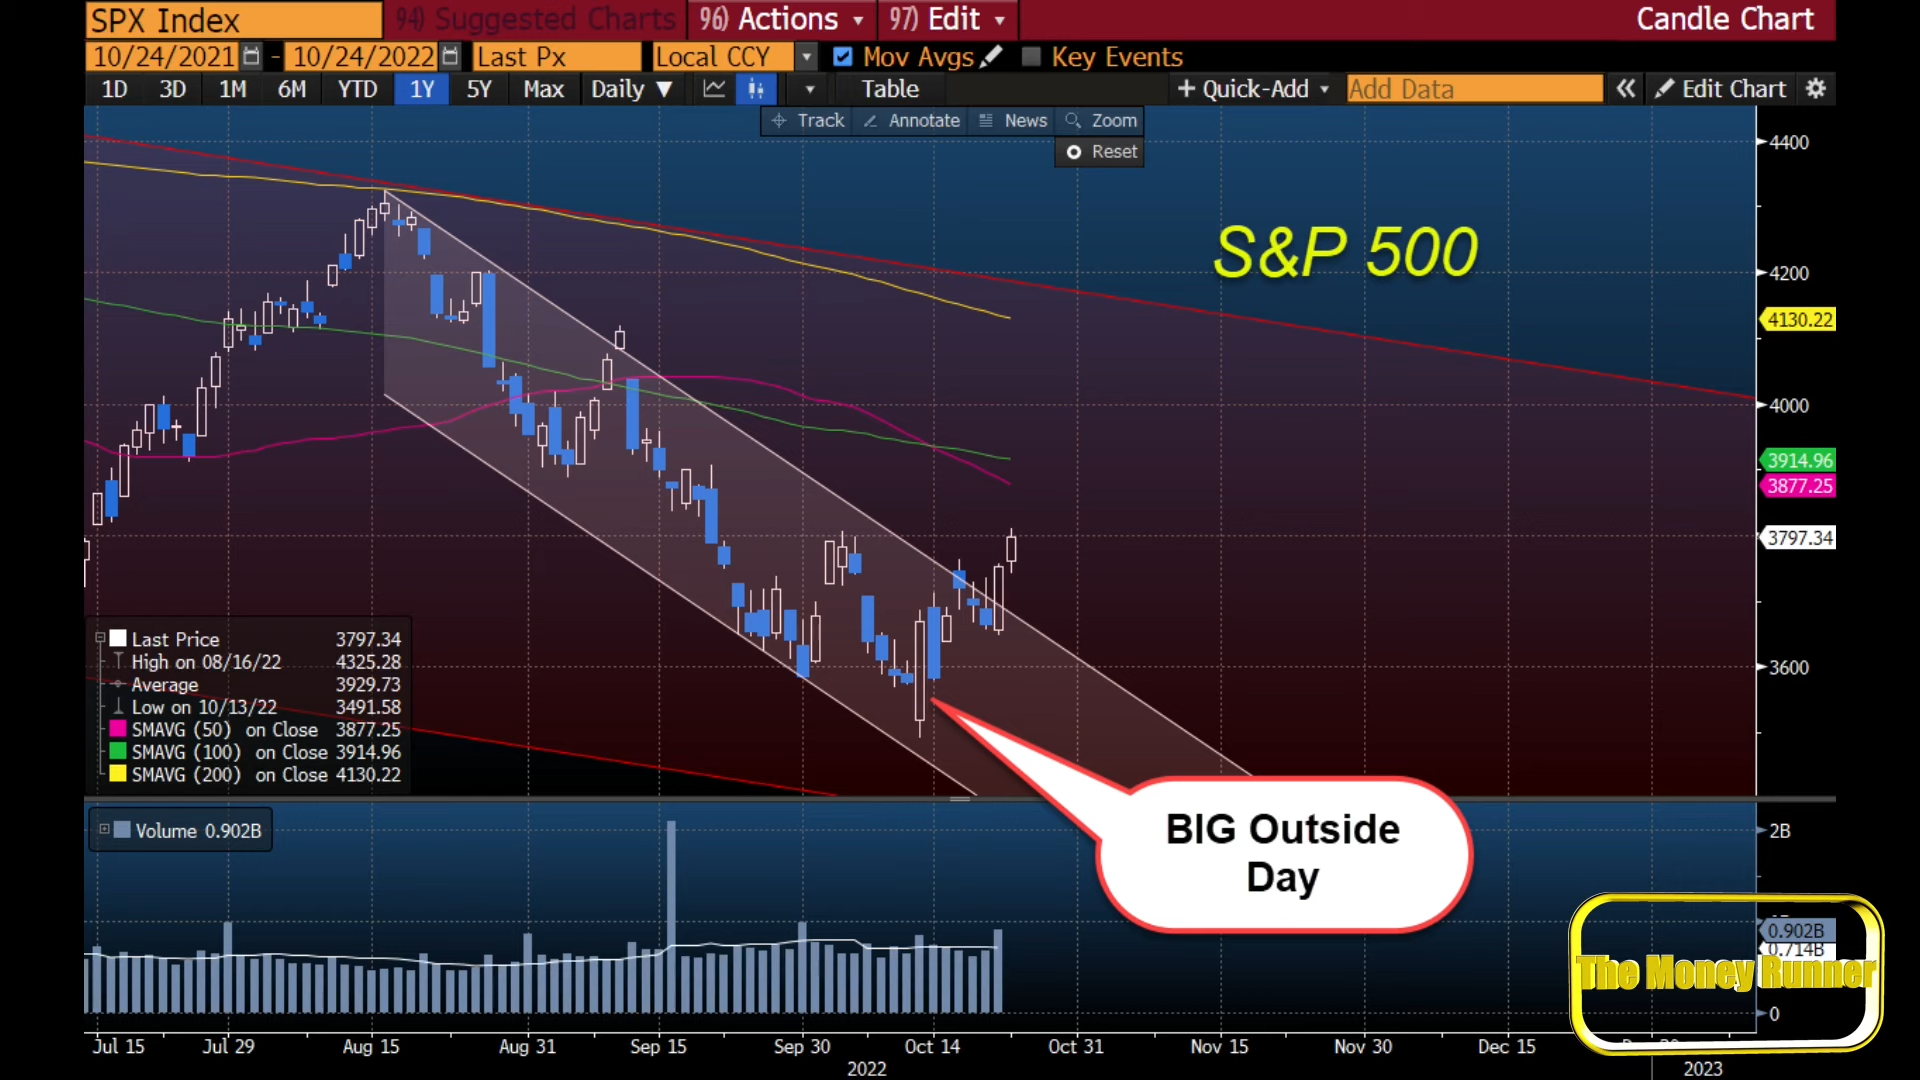 SPX Index
94) Suggested Charts
96) Actions
97) Edit
Candle Chart
10/24/2021 - 10/24/2022
Last Px
Local CCY
Mov Avgs
Key Events
1D 3D 1M 6M YTD 1Y 5Y Max Daily ▼
Table
+ Quick-Add
Add Data
«
Edit Chart
Track
Annotate
News
Zoom
Reset
S&P 500
4400
4200
4130.22
4000
3914.96
3877.25
3797.34
3600
Last Price 3797.34
High on 08/16/22 4325.28
Average 3929.73
Low on 10/13/22 3491.58
SMAVG (50) on Close 3877.25
SMAVG (100) on Close 3914.96
SMAVG (200) on Close 4130.22
BIG Outside
Day
Volume 0.902B
2B
0.902B
0.714B
The Money Runner
0
Jul 15 Jul 29 Aug 15 Aug 31 Sep 15 Sep 30 Oct 14 Oct 31 Nov 15 Nov 30 Dec 15
2022 2023